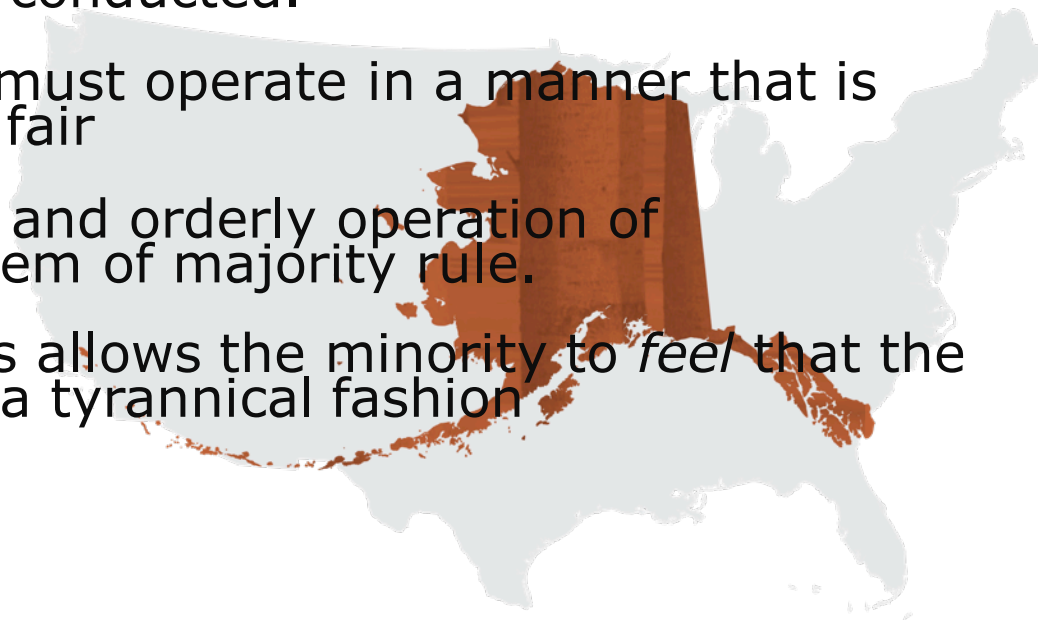 conducted.
must operate in a manner that is
fair
and orderly operation of
em of majority rule.
s allows the minority to feel that the
a tyrannical fashion